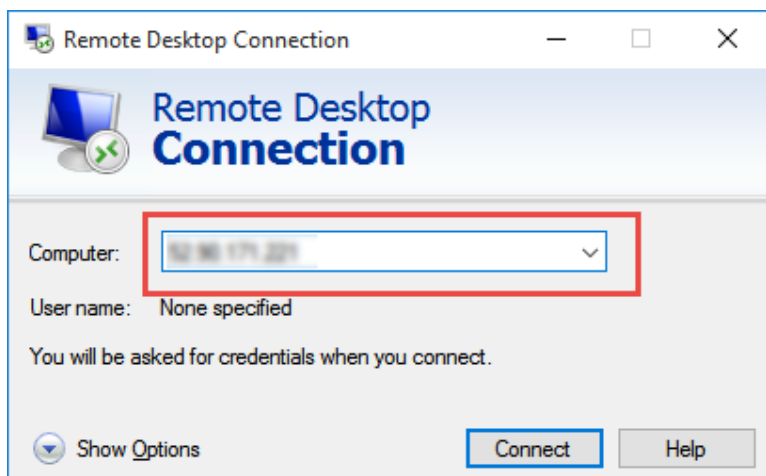 Remote Desktop Connection
Remote Desktop
Connection
Computer:
User name: None specified
You will be asked for credentials when you connect.
Show Options Connect Help